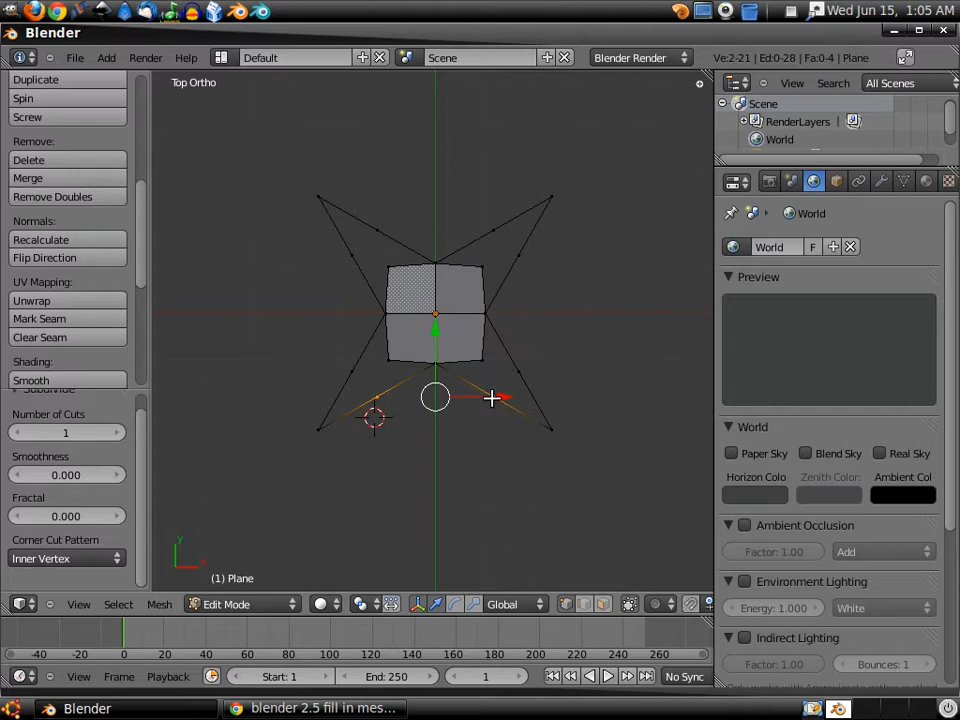 Wed Jun 15, 1:05 AM
Blender
File Add Render Help Default Scene Blender Render Ve:2-21 | Ed:0-28 | Fa:0-4 | Plane
Duplicate
Spin
Screw
Remove:
Delete
Merge
Remove Doubles
Normals:
Recalculate
Flip Direction
UV Mapping:
Unwrap
Mark Seam
Clear Seam
Shading:
Smooth
Subdivide
Number of Cuts
1
Smoothness
0.000
Fractal
0.000
Corner Cut Pattern
Inner Vertex
Top Ortho
y
x
(1) Plane
View Select Mesh Edit Mode Global
View Search All Scenes
Scene
RenderLayers
World
World
World F
Preview
World
Paper Sky Blend Sky Real Sky
Horizon Colo Zenith Color: Ambient Col
Ambient Occlusion
Factor: 1.00 Add
Environment Lighting
Energy: 1.000 White
Indirect Lighting
Factor: 1.00 Bounces: 1
-40 -20 0 20 40 60 80 100 120 140 160 180 200 220 240 260
View Frame Playback Start: 1 End: 250 1 No Sync
Blender blender 2.5 fill in mes...